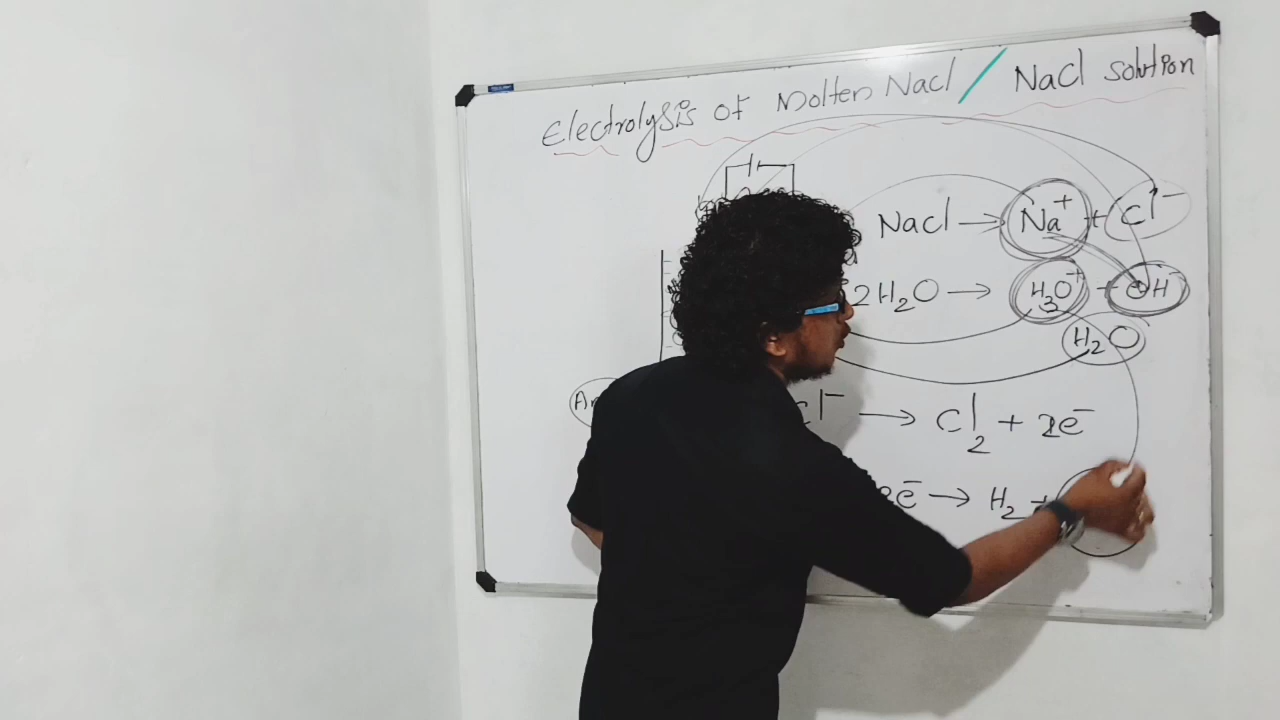 Electrolysis of Molten Nacl / Nacl solution
Nacl → Na⁺ + Cl⁻
2H₂O → H₃O⁺ + OH⁻
H₂O
Cl⁻ → Cl₂ + 2e⁻
2e⁻ → H₂ +